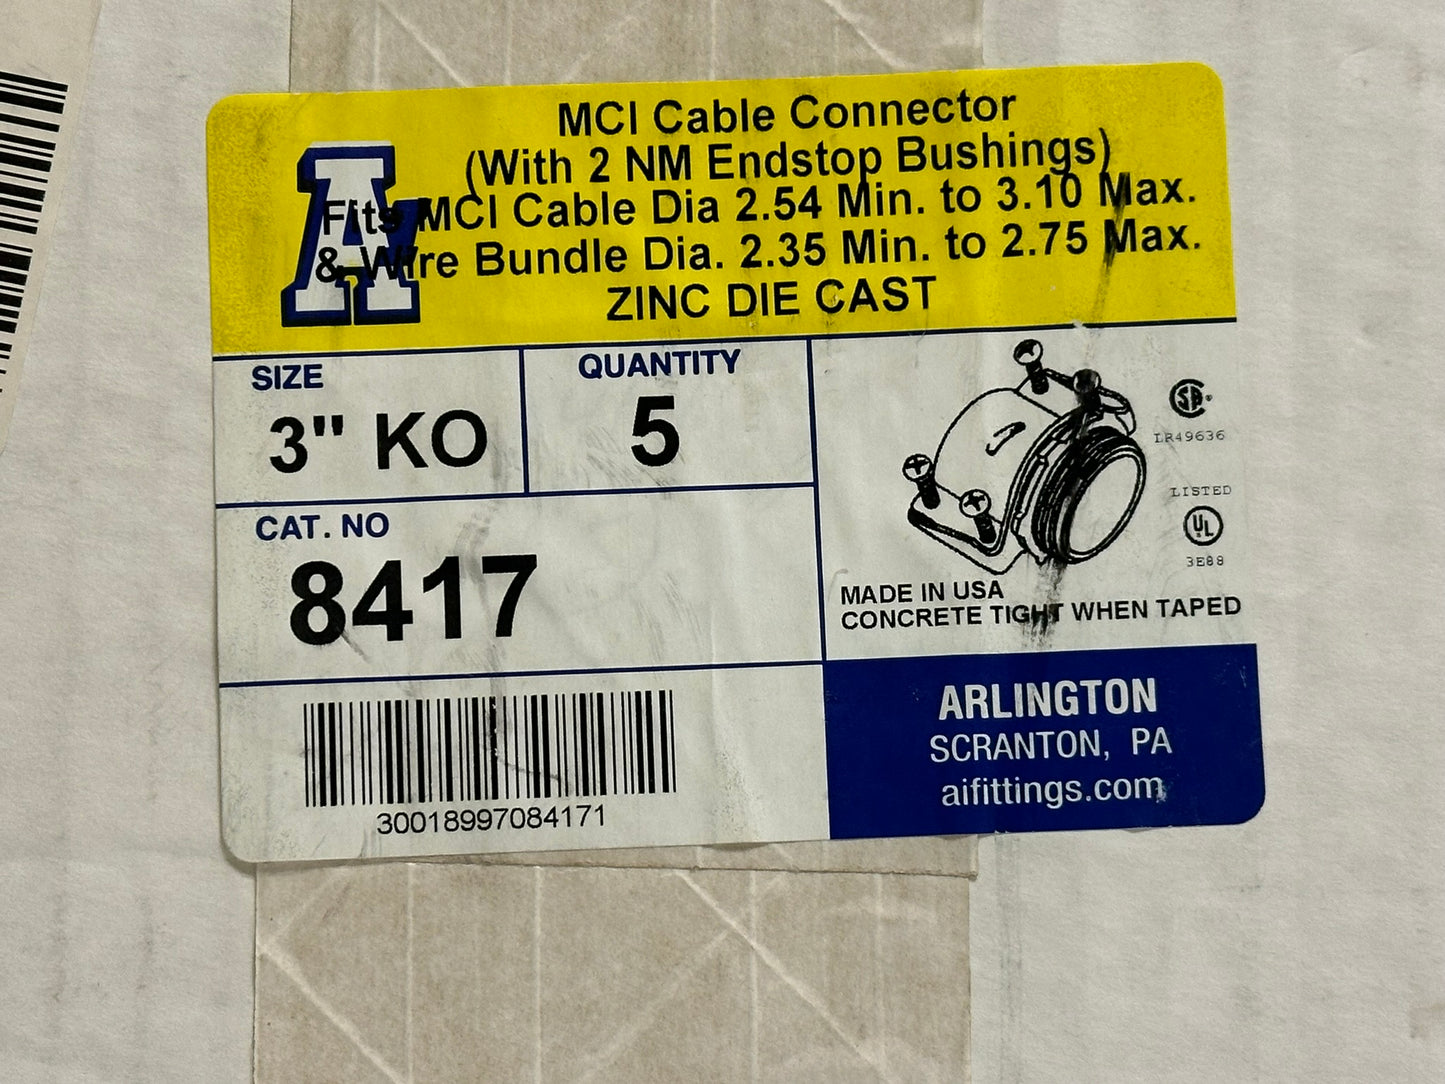 MCI Cable Connector
(With 2 NM Endstop Bushings)
Fits MCI Cable Dia 2.54 Min. to 3.10 Max.
& Wire Bundle Dia. 2.35 Min. to 2.75 Max.
ZINC DIE CAST
A
SIZE
3" KO
QUANTITY
5
CAT. NO
8417
SA
LR49636
LISTED
UL
3E88
MADE IN USA
CONCRETE TIGHT WHEN TAPED
30018997084171
ARLINGTON
SCRANTON, PA
aifittings.com